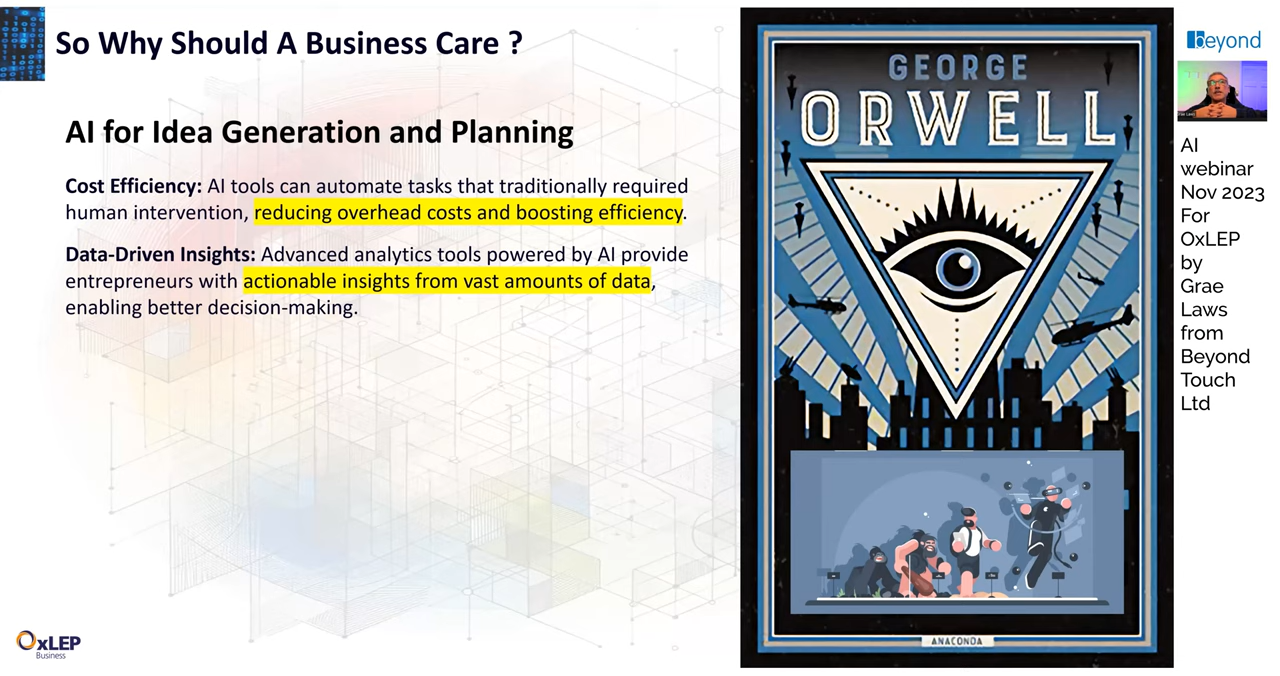 So Why Should A Business Care ?
AI for Idea Generation and Planning
Cost Efficiency: AI tools can automate tasks that traditionally required
human intervention, reducing overhead costs and boosting efficiency.
Data-Driven Insights: Advanced analytics tools powered by AI provide
entrepreneurs with actionable insights from vast amounts of data,
enabling better decision-making.
OxLEP
Business
GEORGE
ORWELL
ANACONDA
Beyond
AI
webinar
Nov 2023
For
OxLEP
by
Grae
Laws
from
Beyond
Touch
Ltd